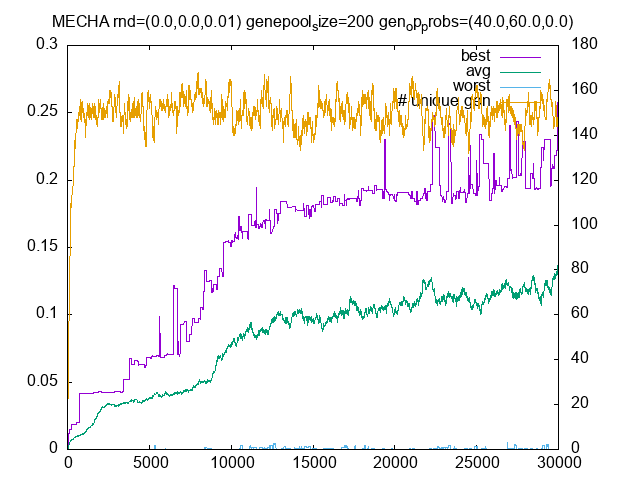 MECHA rnd=(0.0,0.0,0.01) genepoolsize=200 genopprobs=(40.0,60.0,0.0)
0.3 180
best
avg 160
worst
# unique gen
0.25 140
0.2 120
100
0.15
80
0.1 60
40
0.05
20
0 0
0 5000 10000 15000 20000 25000 30000